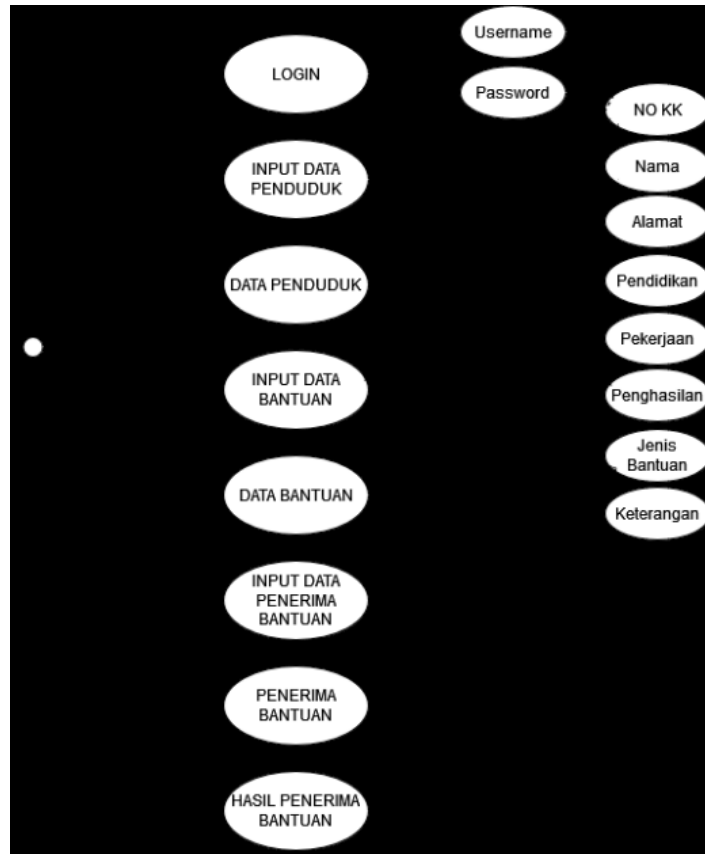 LOGIN
INPUT DATA
PENDUDUK
DATA PENDUDUK
INPUT DATA
BANTUAN
DATA BANTUAN
INPUT DATA
PENERIMA
BANTUAN
PENERIMA
BANTUAN
HASIL PENERIMA
BANTUAN
Username
Password
NO KK
Nama
Alamat
Pendidikan
Pekerjaan
Penghasilan
Jenis
Bantuan
Keterangan